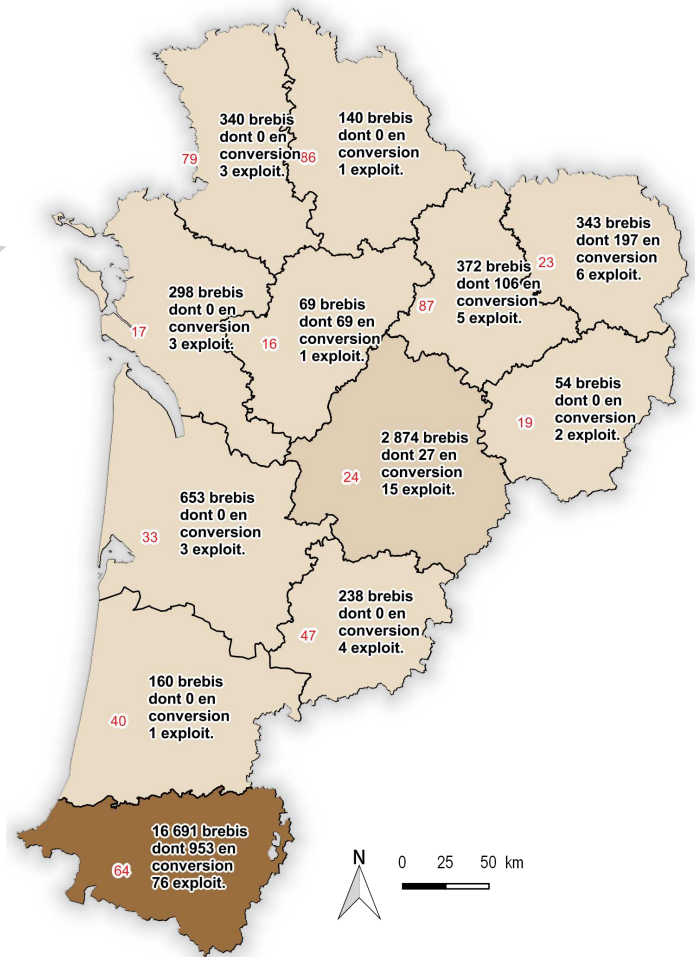 340 brebis
dont 0 en
conversion
3 exploit.
79
140 brebis
dont 0 en
conversion
1 exploit.
86
343 brebis
dont 197 en
conversion
6 exploit.
23
372 brebis
dont 106 en
conversion
5 exploit.
87
298 brebis
dont 0 en
conversion
3 exploit.
17
69 brebis
dont 69 en
conversion
1 exploit.
16
54 brebis
dont 0 en
conversion
2 exploit.
19
2 874 brebis
dont 27 en
conversion
15 exploit.
24
653 brebis
dont 0 en
conversion
3 exploit.
33
238 brebis
dont 0 en
conversion
4 exploit.
47
160 brebis
dont 0 en
conversion
1 exploit.
40
16 691 brebis
dont 953 en
conversion
76 exploit.
64
N
0 25 50 km